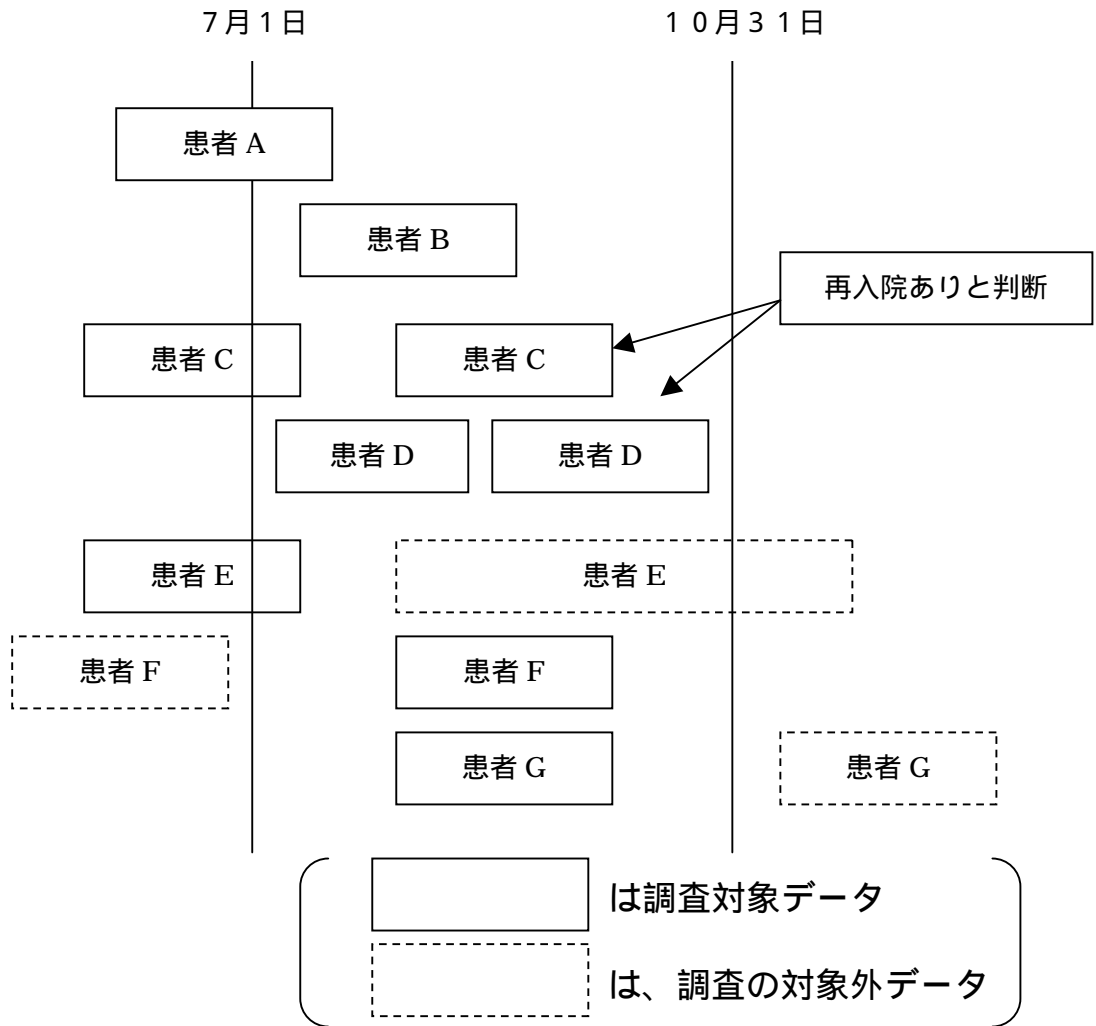 7月1日
10月31日
患者 A
患者 B
再入院ありと判断
患者 C
患者 C
患者 D
患者 D
患者 E
患者 E
患者 F
患者 F
患者 G
患者 G
は調査対象データ
は、調査の対象外データ